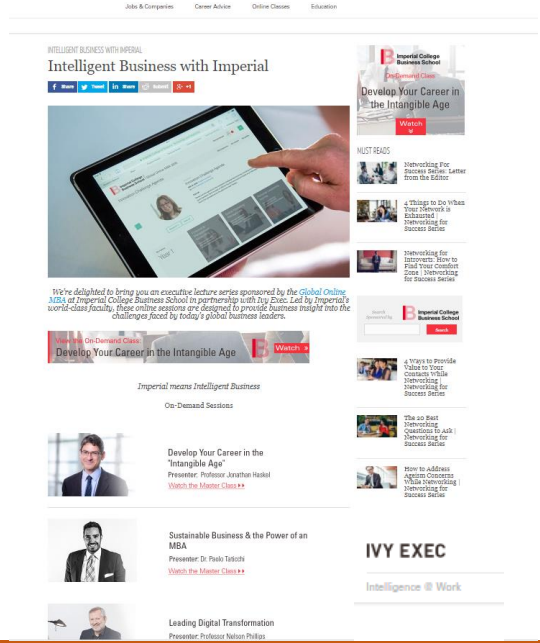 Jobs & Companies
Career Advice
Online Classes
Education
INTELLIGENT BUSINESS WITH IMPERIAL
Intelligent Business with Imperial
Share
Tweet
Share
Submit
+1
We're delighted to bring you an executive lecture series sponsored by the Global Online
MBA at Imperial College Business School in partnership with Ivy Exec. Led by Imperial's
world-class faculty, these online sessions are designed to provide business insight into the
challenges faced by today's global business leaders.
View the On-Demand Class:
Develop Your Career in the Intangible Age
Watch
Imperial means Intelligent Business
On-Demand Sessions
Develop Your Career in the
"Intangible Age"
Presenter: Professor Jonathan Haskel
Watch the Master Class
Sustainable Business & the Power of an
MBA
Presenter: Dr. Paolo Taticchi
Watch the Master Class
Leading Digital Transformation
Presenter: Professor Nelson Phillips
Imperial College
Business School
On-Demand Class:
Develop Your Career in
the Intangible Age
Watch
MUST READS
Networking For
Success Series: Letter
from the Editor
4 Things to Do When
Your Network is
Exhausted |
Networking for
Success Series
Networking for
Introverts: How to
Find Your Comfort
Zone | Networking
for Success Series
Search
Sponsored by
Imperial College
Business School
Search
4 Ways to Provide
Value to Your
Contacts While
Networking |
Networking for
Success Series
The 20 Best
Networking
Questions to Ask |
Networking for
Success Series
How to Address
Ageism Concerns
While Networking |
Networking for
Success Series
IVY EXEC
Intelligence @ Work